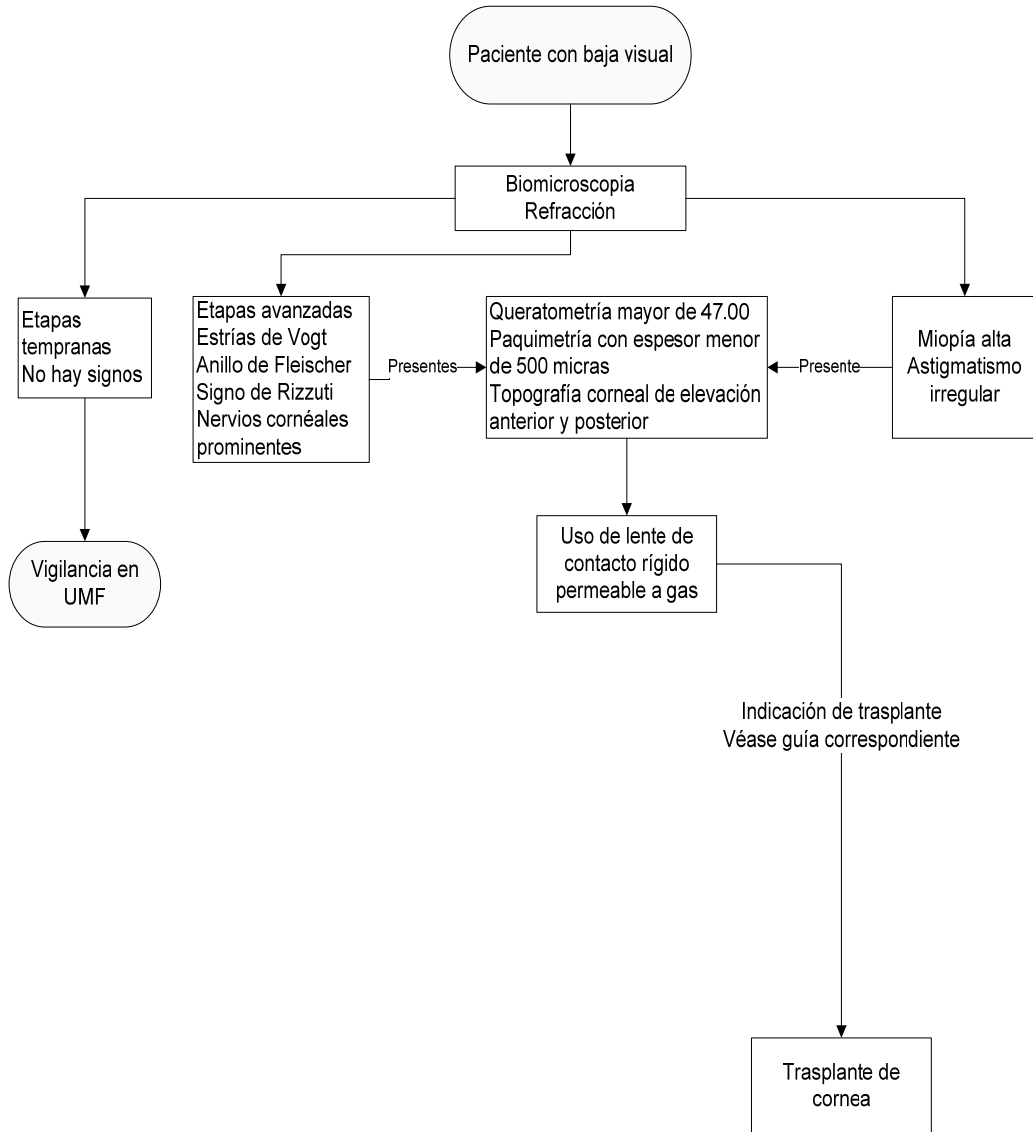 Paciente con baja visual
Biomicroscopia
Refracción
Etapas
tempranas
No hay signos
Etapas avanzadas
Estrías de Vogt
Anillo de Fleischer
Signo de Rizzuti
Nervios cornéales
prominentes
Presentes
Queratometría mayor de 47.00
Paquimetría con espesor menor
de 500 micras
Topografía corneal de elevación
anterior y posterior
Presente
Miopía alta
Astigmatismo
irregular
Vigilancia en
UMF
Uso de lente de
contacto rígido
permeable a gas
Indicación de trasplante
Véase guía correspondiente
Trasplante de
cornea